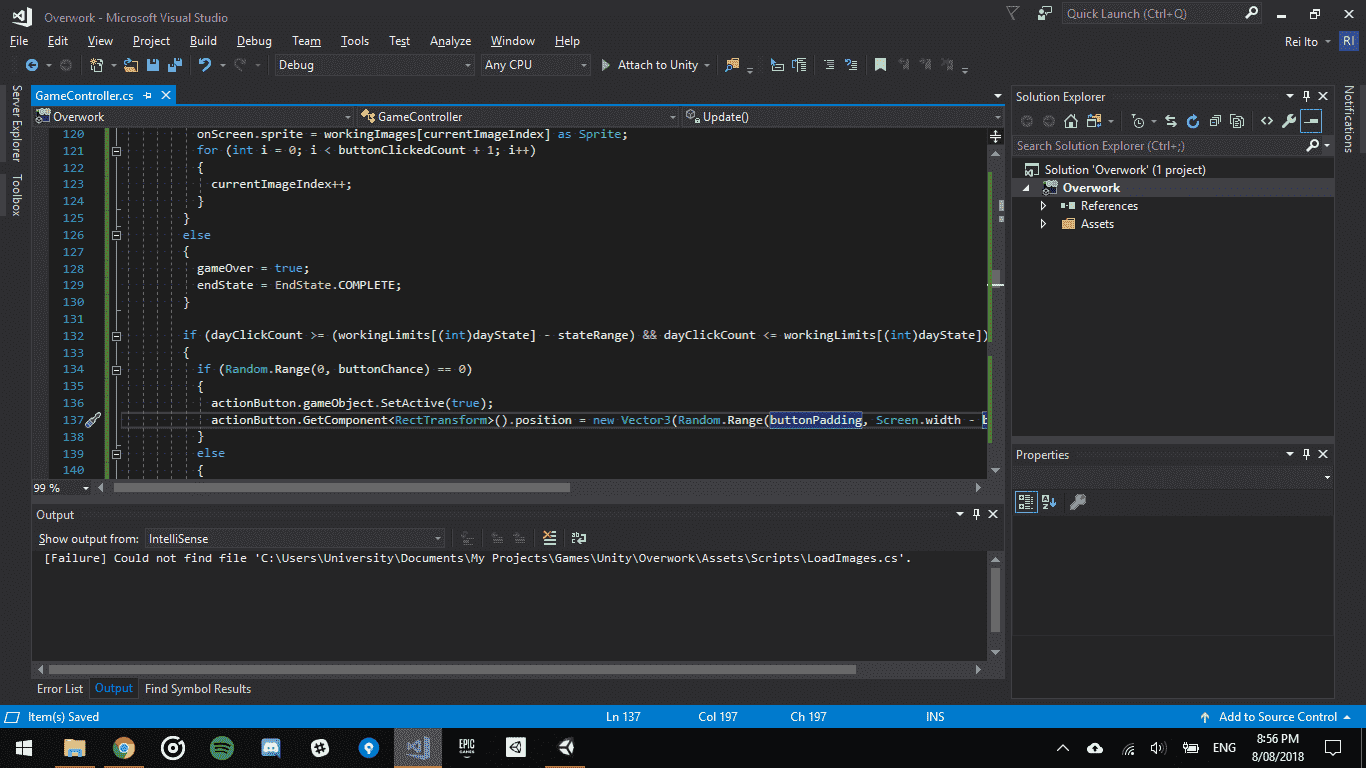 Overwork - Microsoft Visual Studio
Quick Launch (Ctrl+Q)
File Edit View Project Build Debug Team Tools Test Analyze Window Help
Rei Ito RI
Debug Any CPU Attach to Unity
Server Explorer
Toolbox
GameController.cs
Overwork GameController Update()
120 onScreen.sprite = workingImages[currentImageIndex] as Sprite;
121 for (int i = 0; i < buttonClickedCount + 1; i++)
122 {
123 currentImageIndex++;
124 }
125 }
126 else
127 {
128 gameOver = true;
129 endState = EndState.COMPLETE;
130 }
131
132 if (dayClickCount >= (workingLimits[(int)dayState] - stateRange) && dayClickCount <= workingLimits[(int)dayState])
133 {
134 if (Random.Range(0, buttonChance) == 0)
135 {
136 actionButton.gameObject.SetActive(true);
137 actionButton.GetComponent<RectTransform>().position = new Vector3(Random.Range(buttonPadding, Screen.width - b
138 }
139 else
140 {
99 %
Output
Show output from: IntelliSense
[Failure] Could not find file 'C:\Users\University\Documents\My Projects\Games\Unity\Overwork\Assets\Scripts\LoadImages.cs'.
Error List Output Find Symbol Results
Solution Explorer
Search Solution Explorer (Ctrl+;)
Solution 'Overwork' (1 project)
Overwork
References
Assets
Properties
Notifications
Item(s) Saved Ln 137 Col 197 Ch 197 INS Add to Source Control
EPIC GAMES
ENG
8:56 PM
8/08/2018